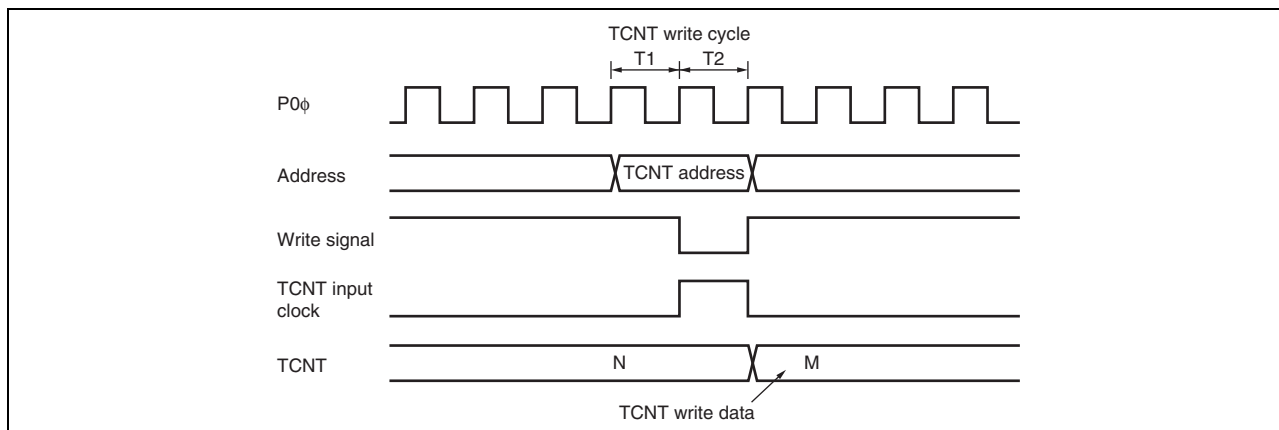 TCNT write cycle
T1 T2
P0ϕ
Address
TCNT address
Write signal
TCNT input
clock
TCNT
N M
TCNT write data